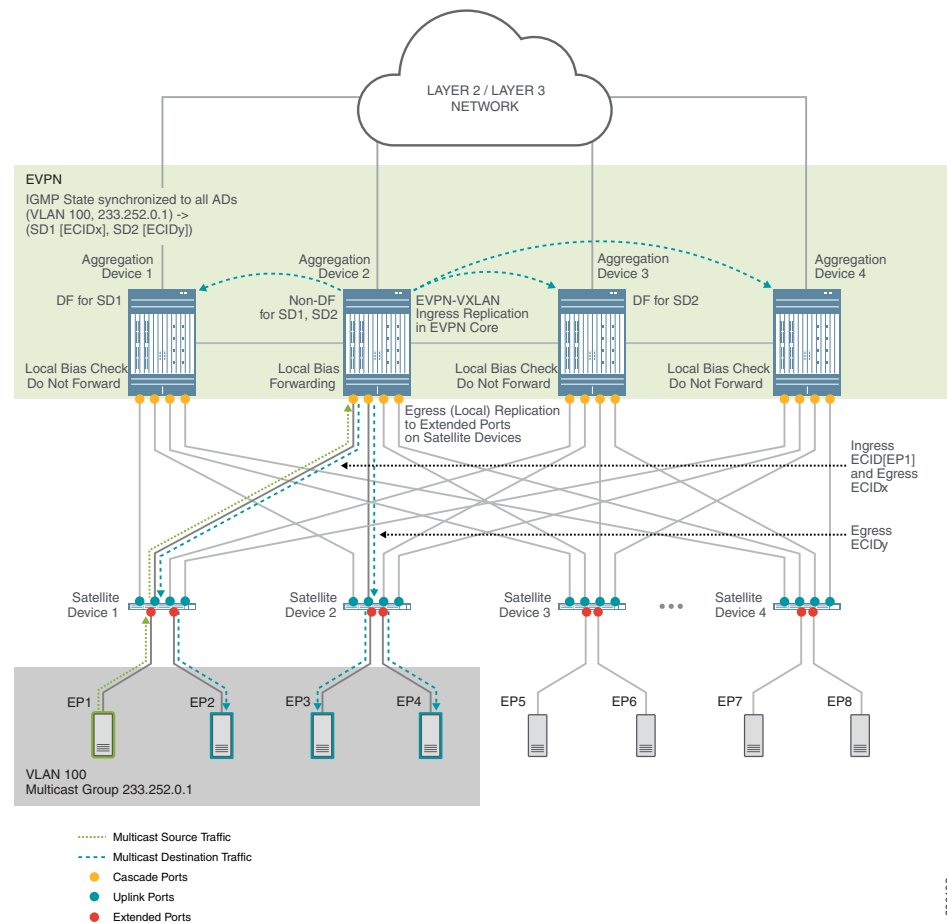 LAYER 2 / LAYER 3
NETWORK
EVPN
IGMP State synchronized to all ADs
(VLAN 100, 233.252.0.1) ->
(SD1 [ECIDx], SD2 [ECIDy])
Aggregation
Device 1
Aggregation
Device 2
Aggregation
Device 3
Aggregation
Device 4
DF for SD1
Non-DF
for SD1, SD2
EVPN-VXLAN
Ingress Replication
in EVPN Core
DF for SD2
Local Bias Check
Do Not Forward
Local Bias
Forwarding
Local Bias Check
Do Not Forward
Local Bias Check
Do Not Forward
Egress (Local) Replication
to Extended Ports
on Satellite Devices
Ingress
ECID[EP1]
and Egress
ECIDx
Egress
ECIDy
Satellite
Device 1
Satellite
Device 2
Satellite
Device 3
Satellite
Device 4
EP1
EP2
EP3
EP4
EP5
EP6
EP7
EP8
VLAN 100
Multicast Group 233.252.0.1
Multicast Source Traffic
Multicast Destination Traffic
Cascade Ports
Uplink Ports
Extended Ports